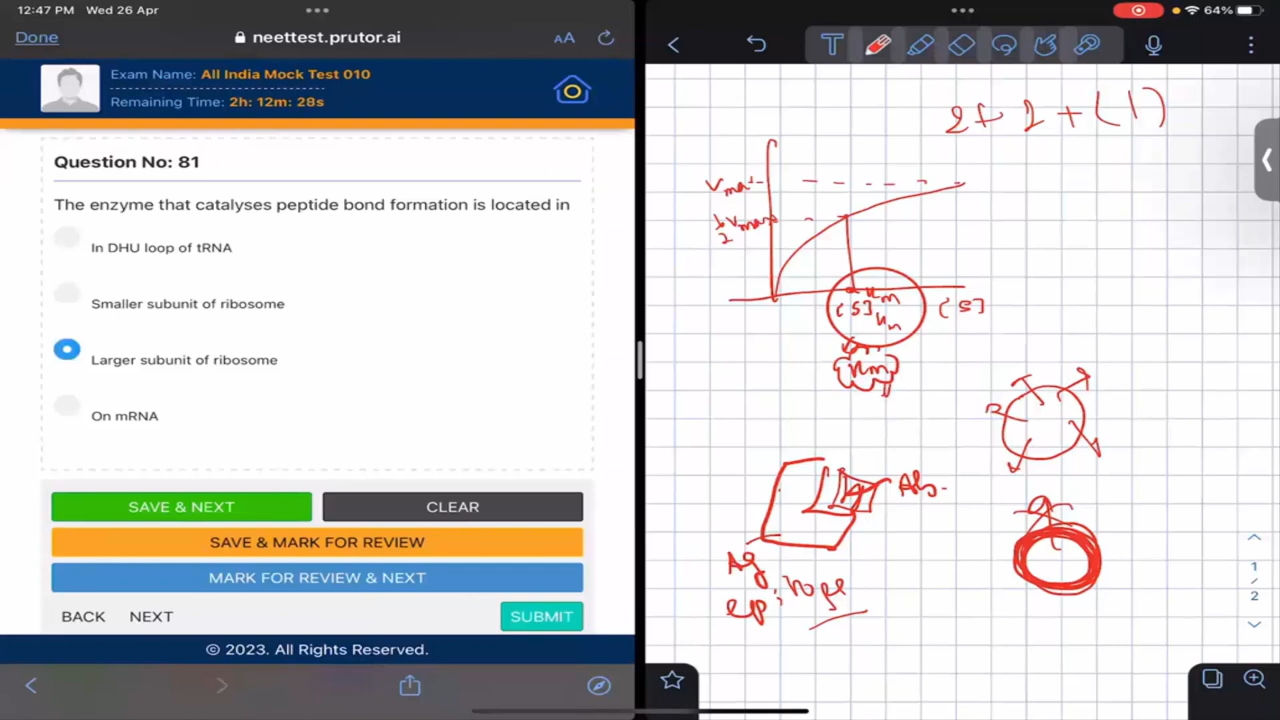 12:47 PM Wed 26 Apr
64%
Done
neettest.prutor.ai
AA
Exam Name: All India Mock Test 010
Remaining Time: 2h: 12m: 28s
Question No: 81
The enzyme that catalyses peptide bond formation is located in
In DHU loop of tRNA
Smaller subunit of ribosome
Larger subunit of ribosome
On mRNA
SAVE & NEXT
CLEAR
SAVE & MARK FOR REVIEW
MARK FOR REVIEW & NEXT
BACK
NEXT
SUBMIT
© 2023. All Rights Reserved.
T
2+2+(1)
Vmax
1/2 Vmax
Km
[S]
[S]
Km
Ab.
Ag
1
/
2